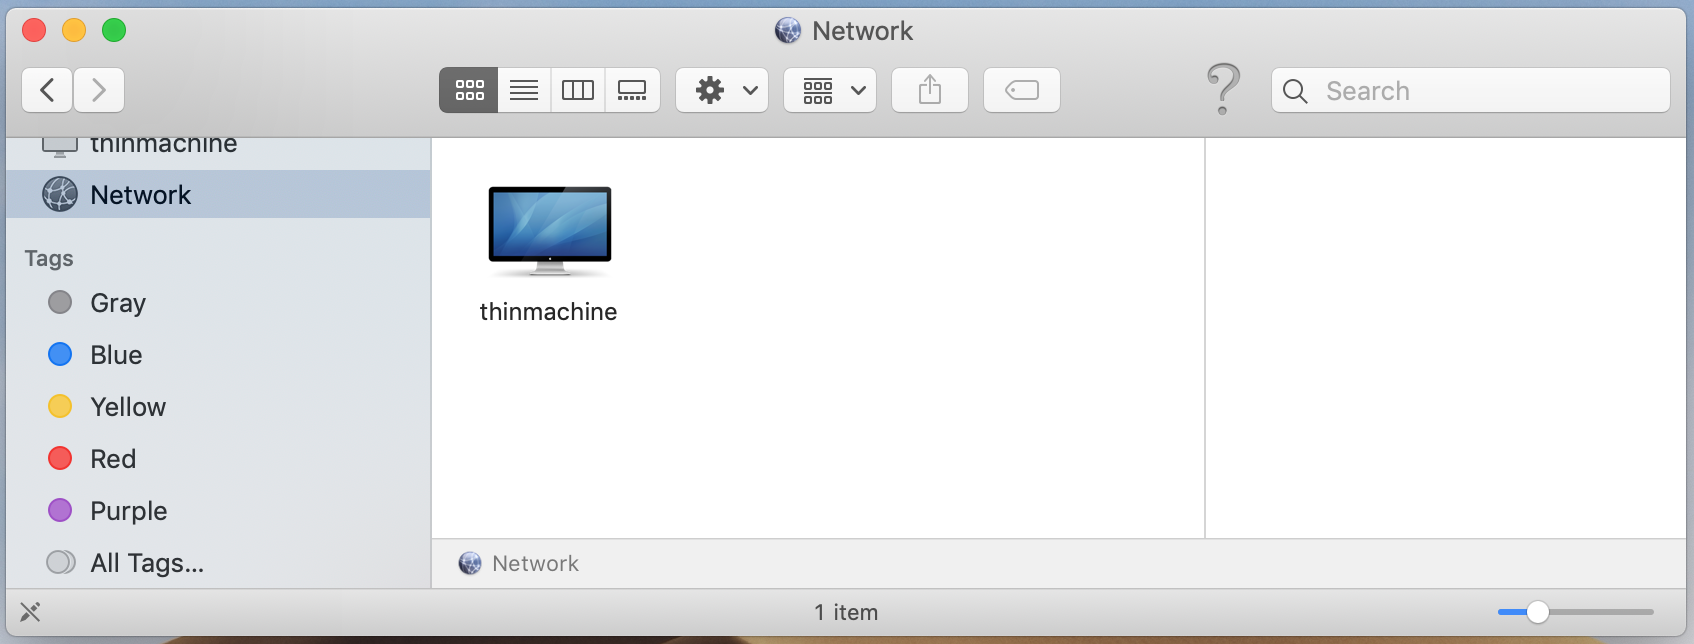 Network
Search
thinmachine
Network
Tags
Gray
Blue
Yellow
Red
Purple
All Tags...
thinmachine
Network
1 item